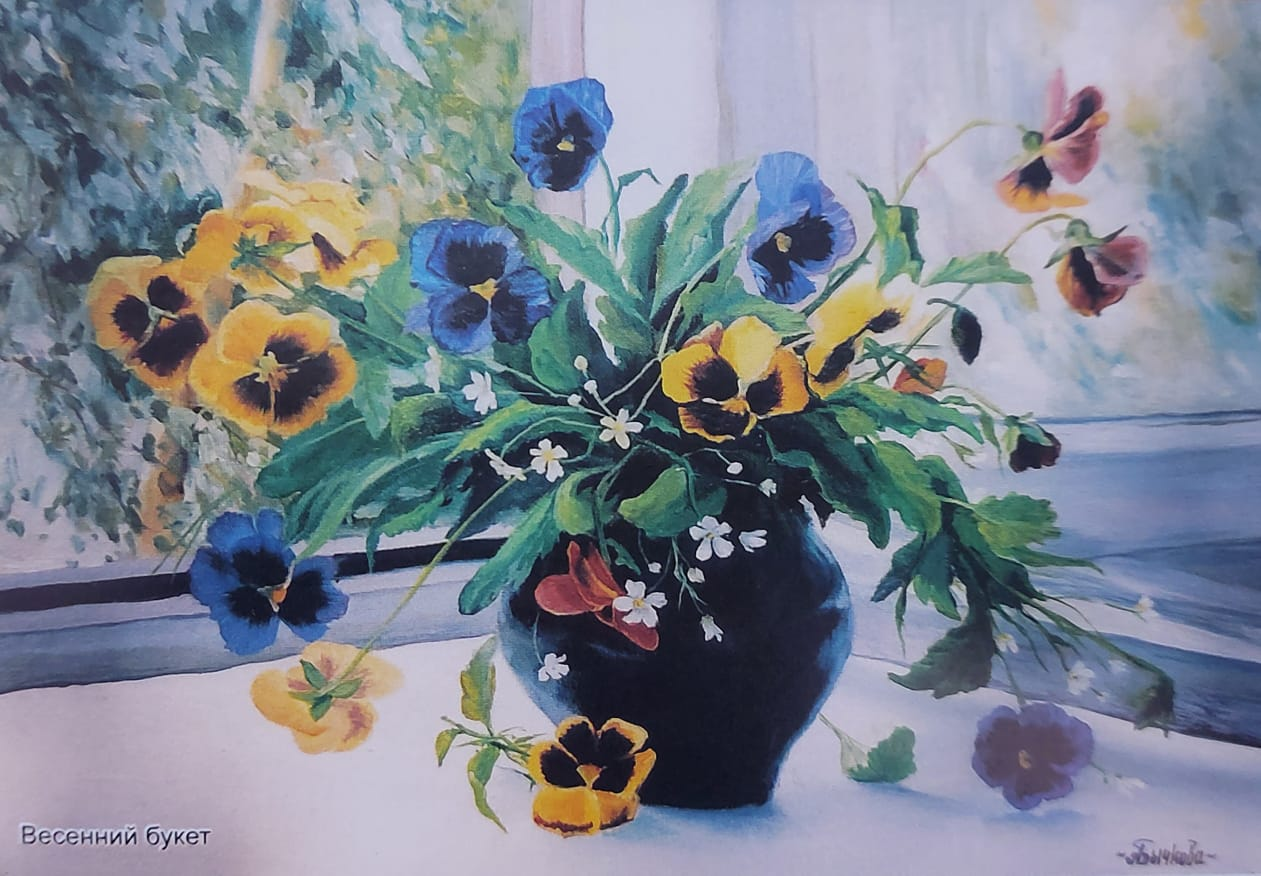 Весенний букет
Бычкова